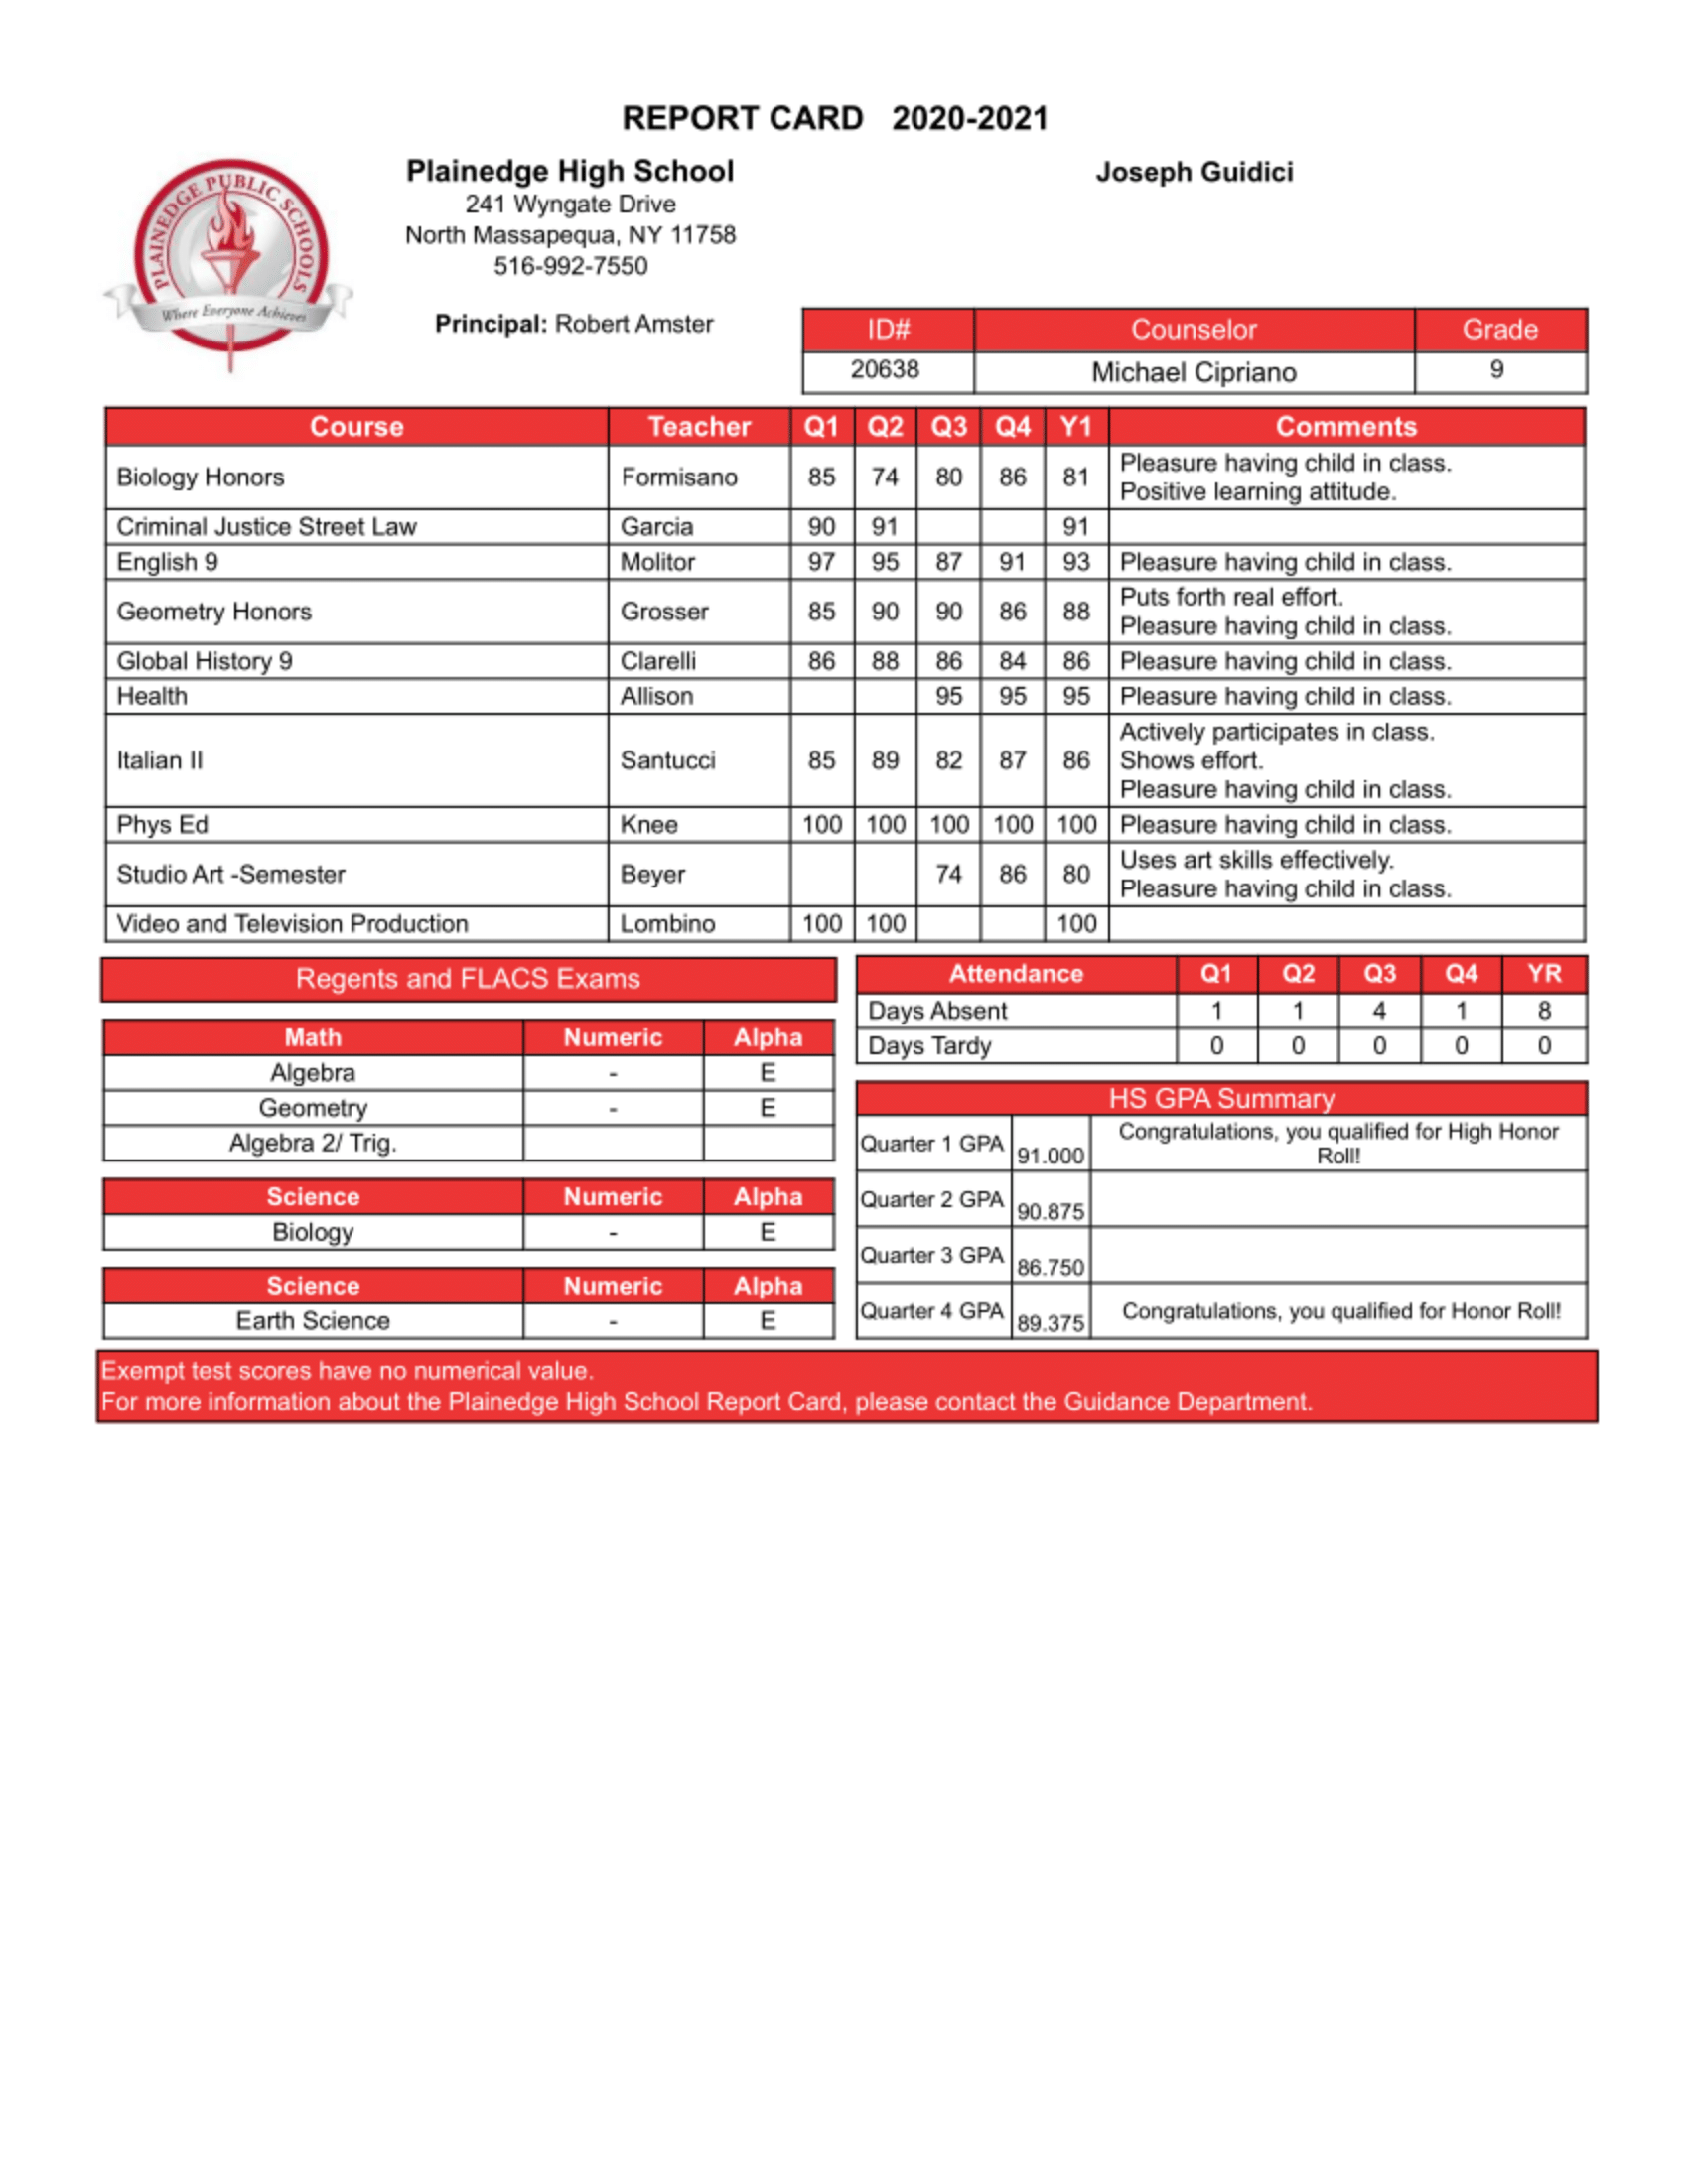 REPORT CARD 2020-2021
PLAINEDGE PUBLIC SCHOOLS
Where Everyone Achieves
Plainedge High School
241 Wyngate Drive
North Massapequa, NY 11758
516-992-7550
Principal: Robert Amster
Joseph Guidici
ID# Counselor Grade
20638 Michael Cipriano 9
Course Teacher Q1 Q2 Q3 Q4 Y1 Comments
Biology Honors Formisano 85 74 80 86 81 Pleasure having child in class.
Positive learning attitude.
Criminal Justice Street Law Garcia 90 91 91
English 9 Molitor 97 95 87 91 93 Pleasure having child in class.
Geometry Honors Grosser 85 90 90 86 88 Puts forth real effort.
Pleasure having child in class.
Global History 9 Clarelli 86 88 86 84 86 Pleasure having child in class.
Health Allison 95 95 95 Pleasure having child in class.
Italian II Santucci 85 89 82 87 86 Actively participates in class.
Shows effort.
Pleasure having child in class.
Phys Ed Knee 100 100 100 100 100 Pleasure having child in class.
Studio Art -Semester Beyer 74 86 80 Uses art skills effectively.
Pleasure having child in class.
Video and Television Production Lombino 100 100 100
Regents and FLACS Exams
Math Numeric Alpha
Algebra - E
Geometry - E
Algebra 2/ Trig.
Science Numeric Alpha
Biology - E
Science Numeric Alpha
Earth Science - E
Attendance Q1 Q2 Q3 Q4 YR
Days Absent 1 1 4 1 8
Days Tardy 0 0 0 0 0
HS GPA Summary
Quarter 1 GPA 91.000 Congratulations, you qualified for High Honor
Roll!
Quarter 2 GPA 90.875
Quarter 3 GPA 86.750
Quarter 4 GPA 89.375 Congratulations, you qualified for Honor Roll!
Exempt test scores have no numerical value.
For more information about the Plainedge High School Report Card, please contact the Guidance Department.